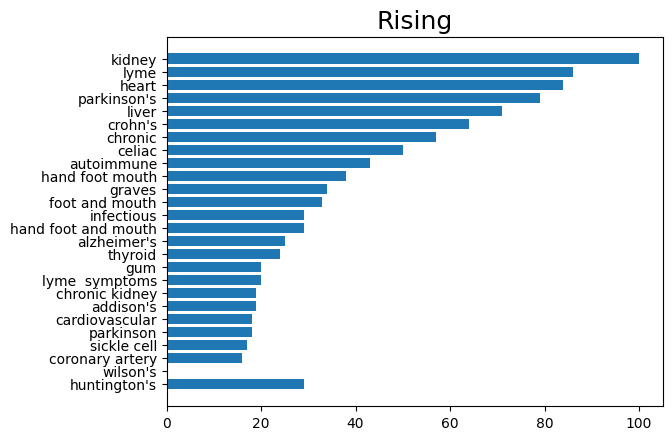 Rising
kidney
lyme
heart
parkinson's
liver
crohn's
chronic
celiac
autoimmune
hand foot mouth
graves
foot and mouth
infectious
hand foot and mouth
alzheimer's
thyroid
gum
lyme  symptoms
chronic kidney
addison's
cardiovascular
parkinson
sickle cell
coronary artery
wilson's
huntington's
0 20 40 60 80 100